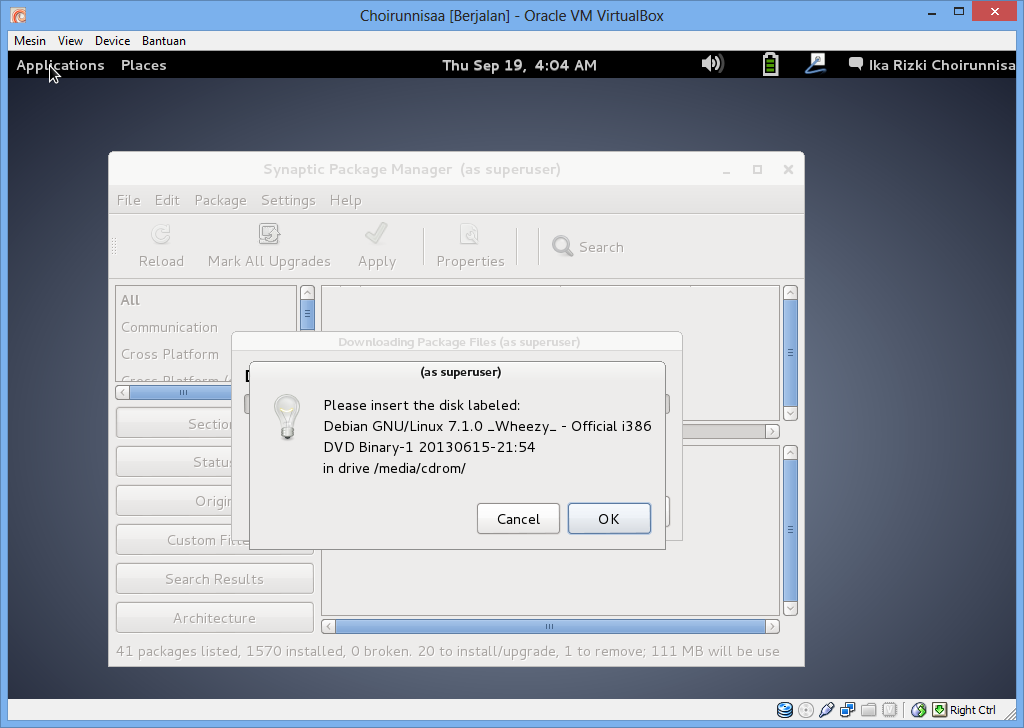 Choirunnisaa [Berjalan] - Oracle VM VirtualBox
Mesin View Device Bantuan
Applications Places Thu Sep 19, 4:04 AM Ika Rizki Choirunnisa
Synaptic Package Manager (as superuser)
File Edit Package Settings Help
Reload Mark All Upgrades Apply Properties Search
All
Communication
Cross Platform
Cross Platform
Downloading Package Files (as superuser)
(as superuser)
Please insert the disk labeled:
Debian GNU/Linux 7.1.0 _Wheezy_ - Official i386
DVD Binary-1 20130615-21:54
in drive /media/cdrom/
Cancel OK
Sectio
Statu
Origi
Custom Filte
Search Results
Architecture
41 packages listed, 1570 installed, 0 broken. 20 to install/upgrade, 1 to remove; 111 MB will be use
Right Ctrl